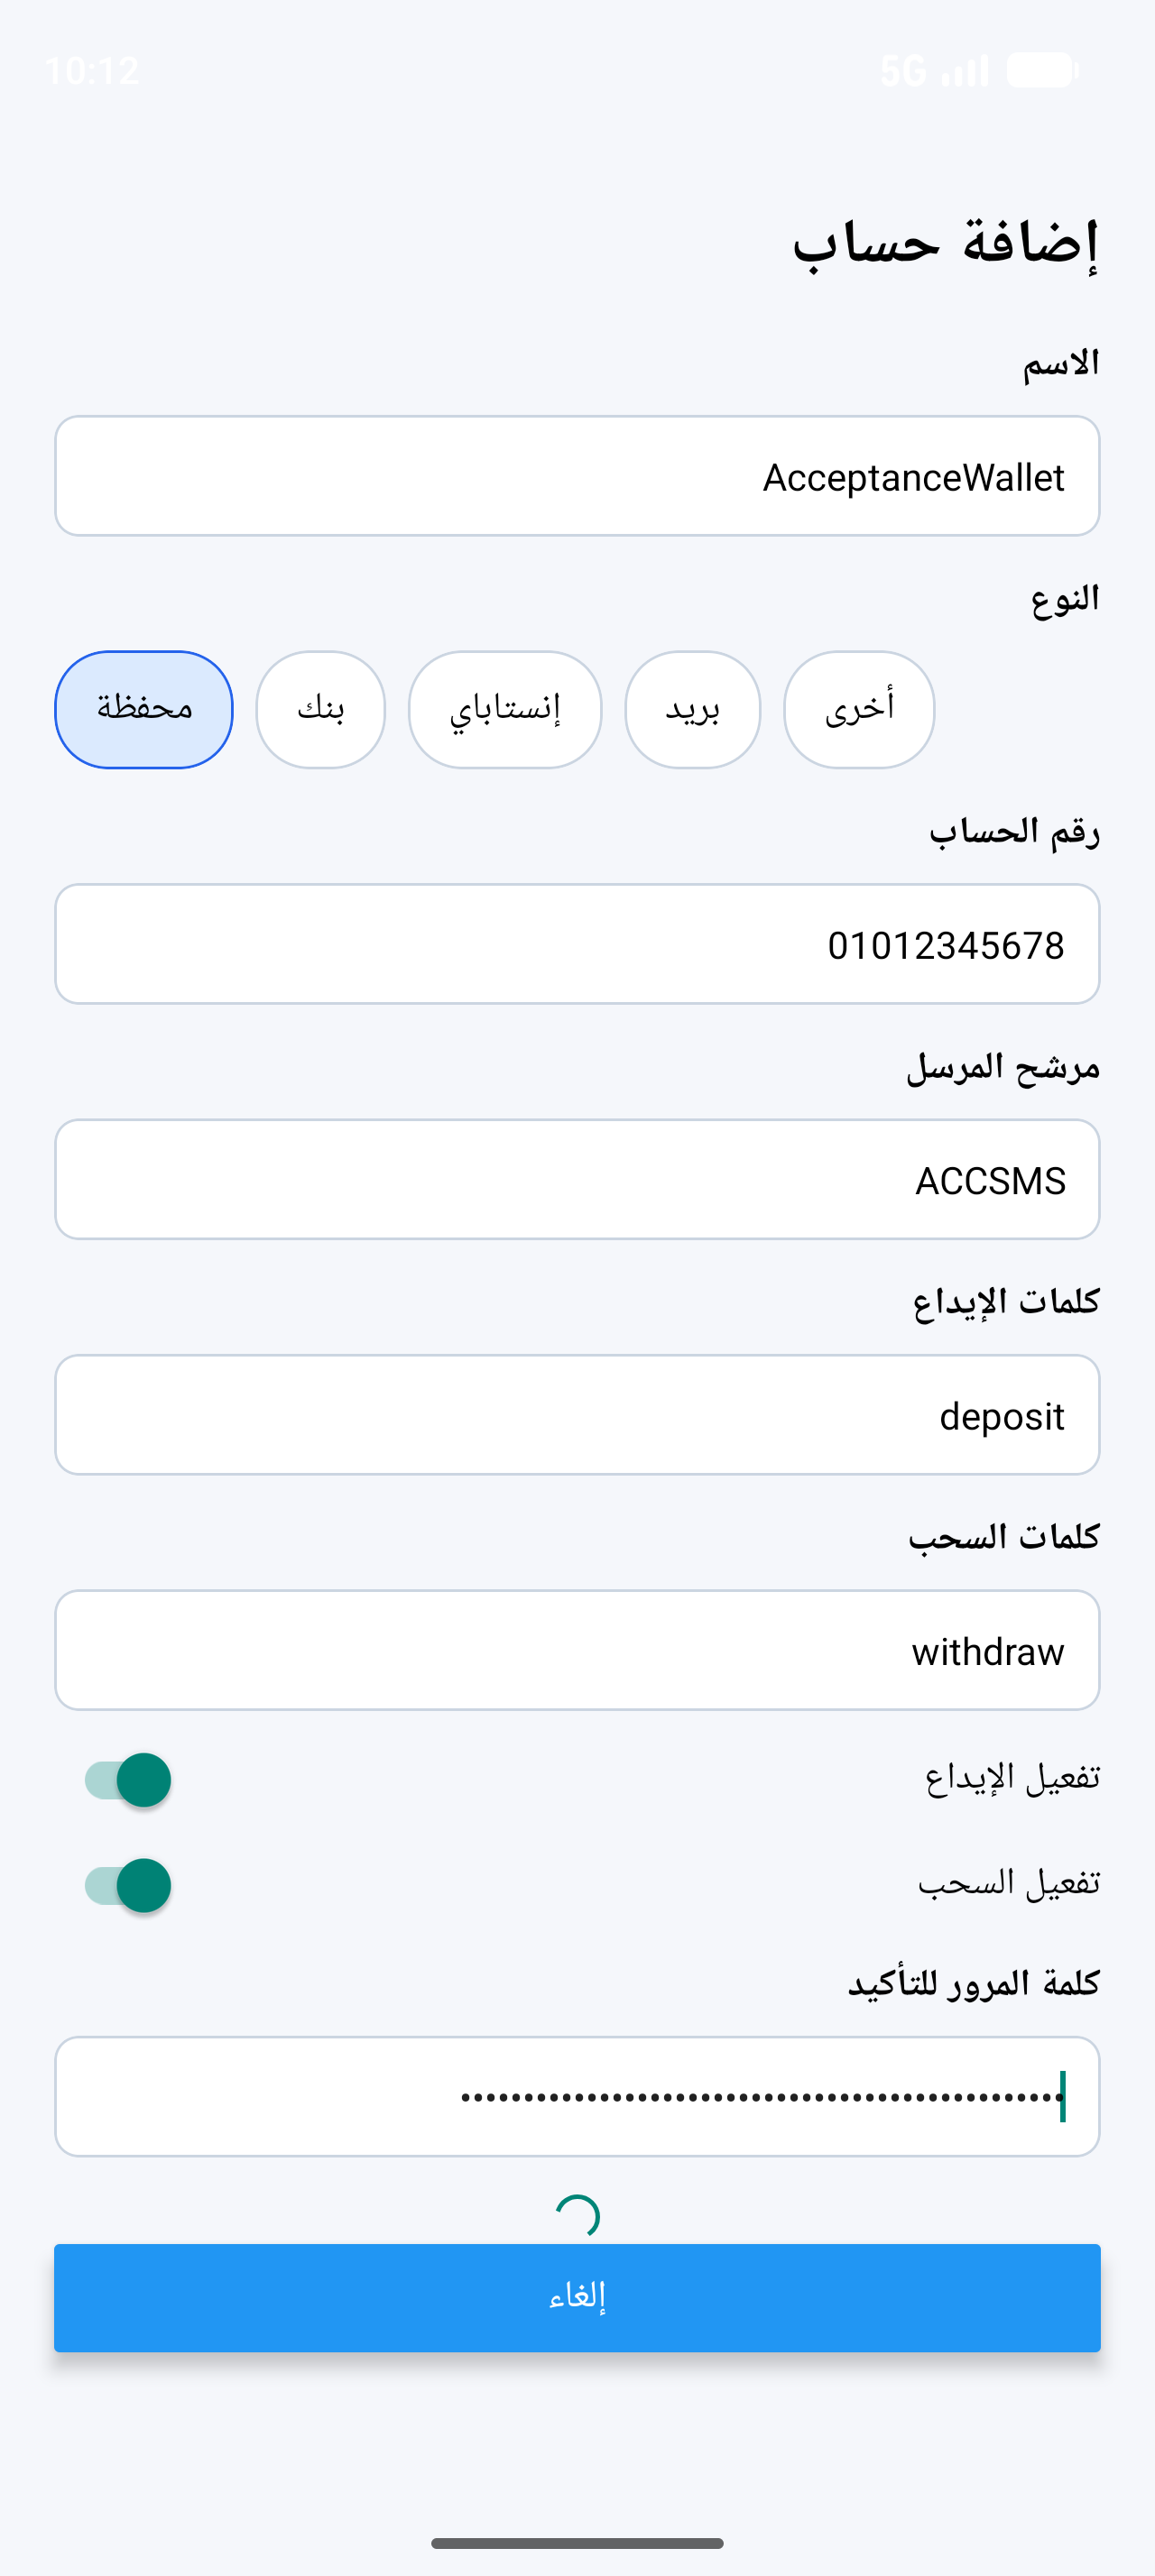 10:12 5G
إضافة حساب
الاسم
AcceptanceWallet
النوع
محفظة بنك إنستاباي بريد أخرى
رقم الحساب
01012345678
مرشح المرسل
ACCSMS
كلمات الإيداع
deposit
كلمات السحب
withdraw
تفعيل الإيداع
تفعيل السحب
كلمة المرور للتأكيد
إلغاء